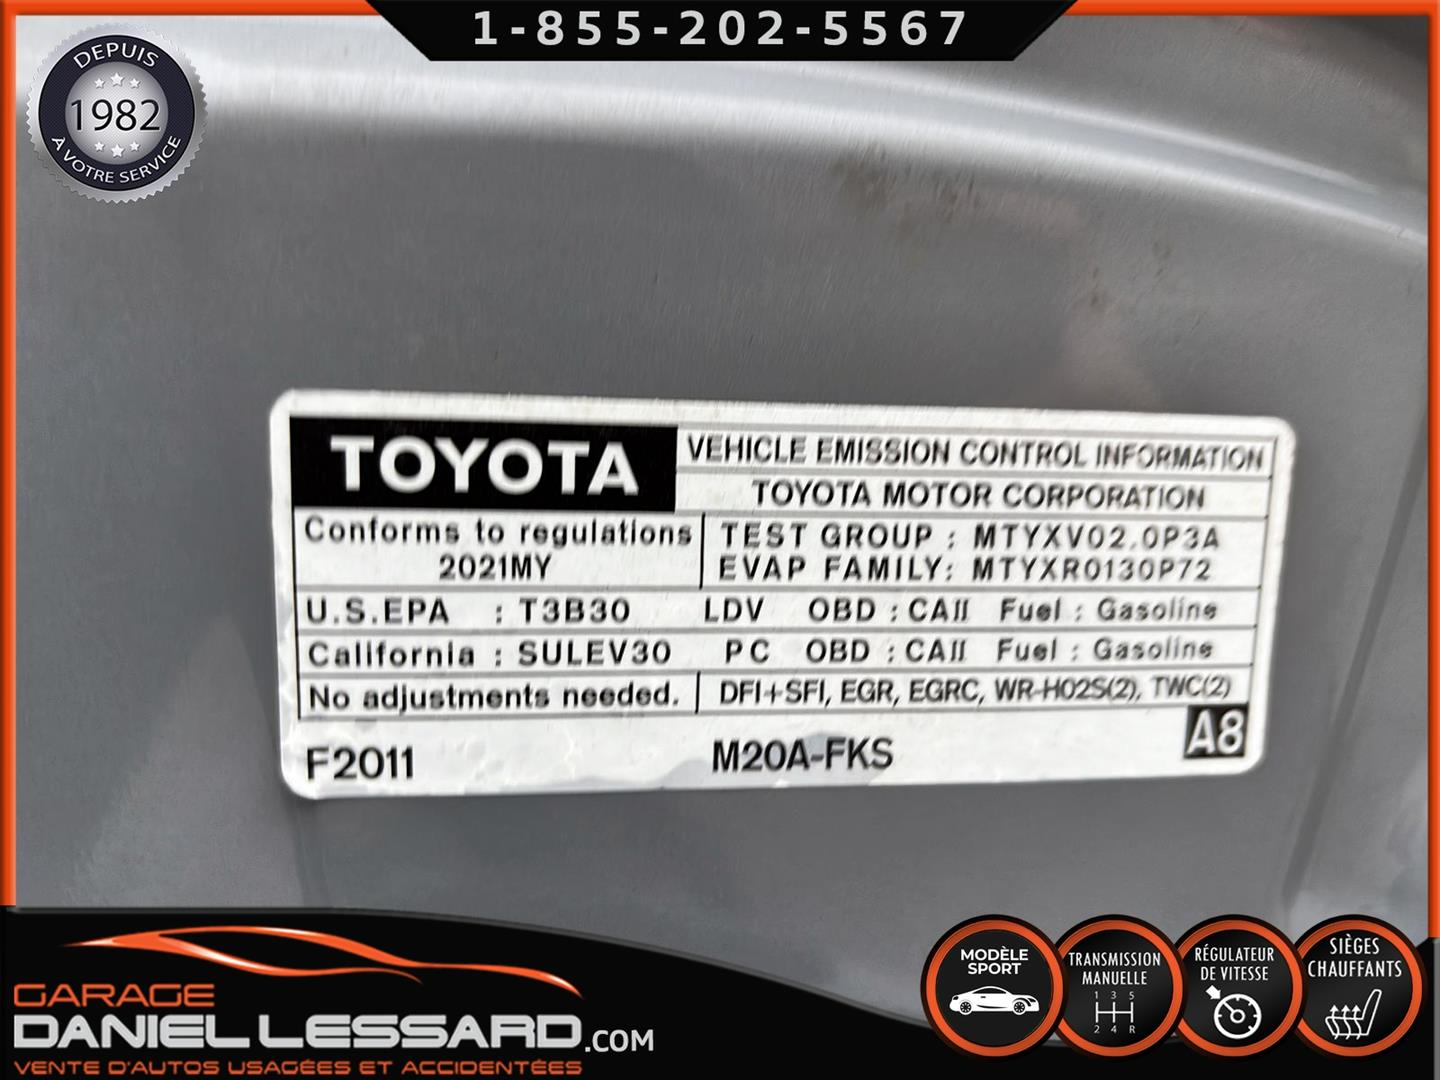 1-855-202-5567
DEPUIS
1982
À VOTRE SERVICE
TOYOTA
VEHICLE EMISSION CONTROL INFORMATION
TOYOTA MOTOR CORPORATION
Conforms to regulations
2021MY
TEST GROUP : MTYXV02.0P3A
EVAP FAMILY: MTYXR0130P72
U.S.EPA : T3B30 LDV OBD : CAII Fuel : Gasoline
California : SULEV30 PC OBD : CAII Fuel : Gasoline
No adjustments needed. DFI+SFI, EGR, EGRC, WR-HO2S(2), TWC(2)
F2011 M20A-FKS A8
GARAGE
DANIEL LESSARD.COM
VENTE D'AUTOS USAGÉES ET ACCIDENTÉES
MODÈLE
SPORT
TRANSMISSION
MANUELLE
1 3 5
2 4 R
RÉGULATEUR
DE VITESSE
SIÈGES
CHAUFFANTS